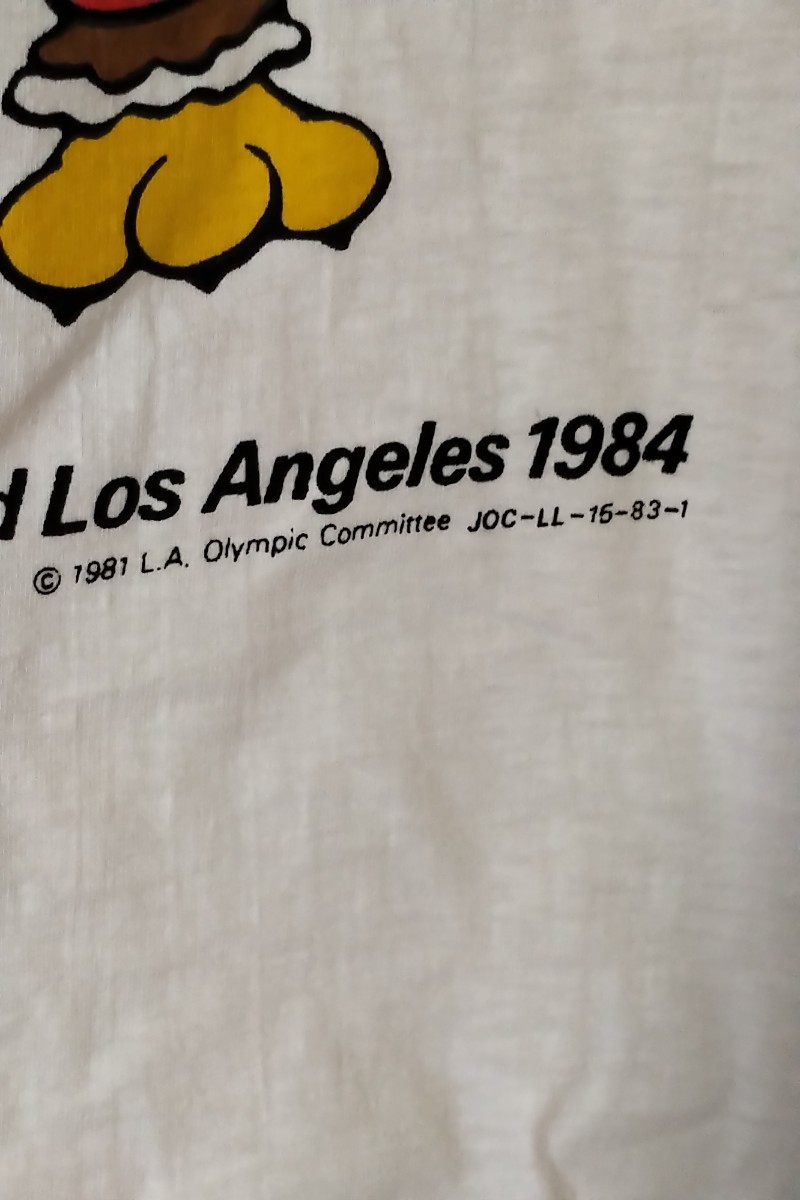 d Los Angeles 1984
© 1981 L.A. Olympic Committee JOC-LL-15-83-1